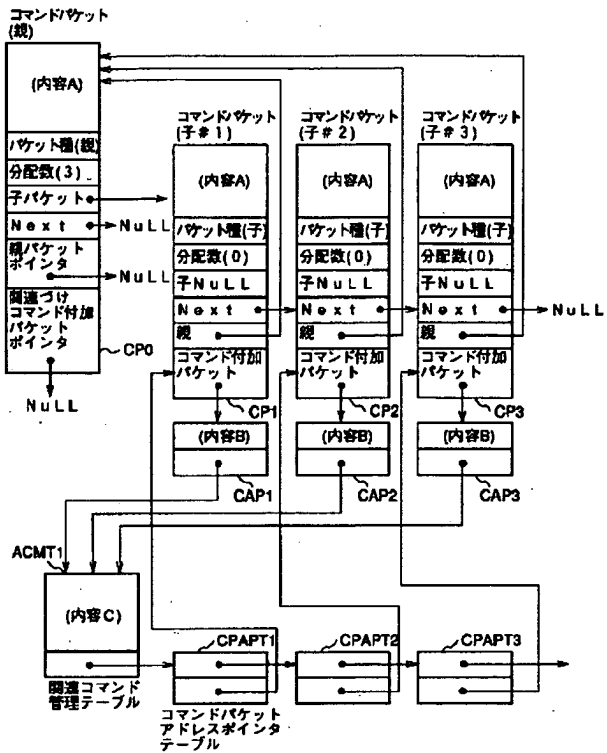 コマンドパケット
(親)
(内容A)
パケット種(親)
分配数(3)
子パケット
Next
NuLL
親パケット
ポインタ
NuLL
関連づけ
コマンド付加
パケット
ポインタ
CP0
NuLL
コマンドパケット
(子#1)
(内容A)
パケット種(子)
分配数(0)
子NuLL
Next
親
コマンド付加
パケット
CP1
(内容B)
CAP1
コマンドパケット
(子#2)
(内容A)
パケット種(子)
分配数(0)
子NuLL
Next
親
コマンド付加
パケット
CP2
(内容B)
CAP2
コマンドパケット
(子#3)
(内容A)
パケット種(子)
分配数(0)
子NuLL
Next
NuLL
親
コマンド付加
パケット
CP3
(内容B)
CAP3
ACMT1
(内容C)
関連コマンド
管理テーブル
CPAPT1
コマンドパケット
アドレスポインタ
テーブル
CPAPT2
CPAPT3